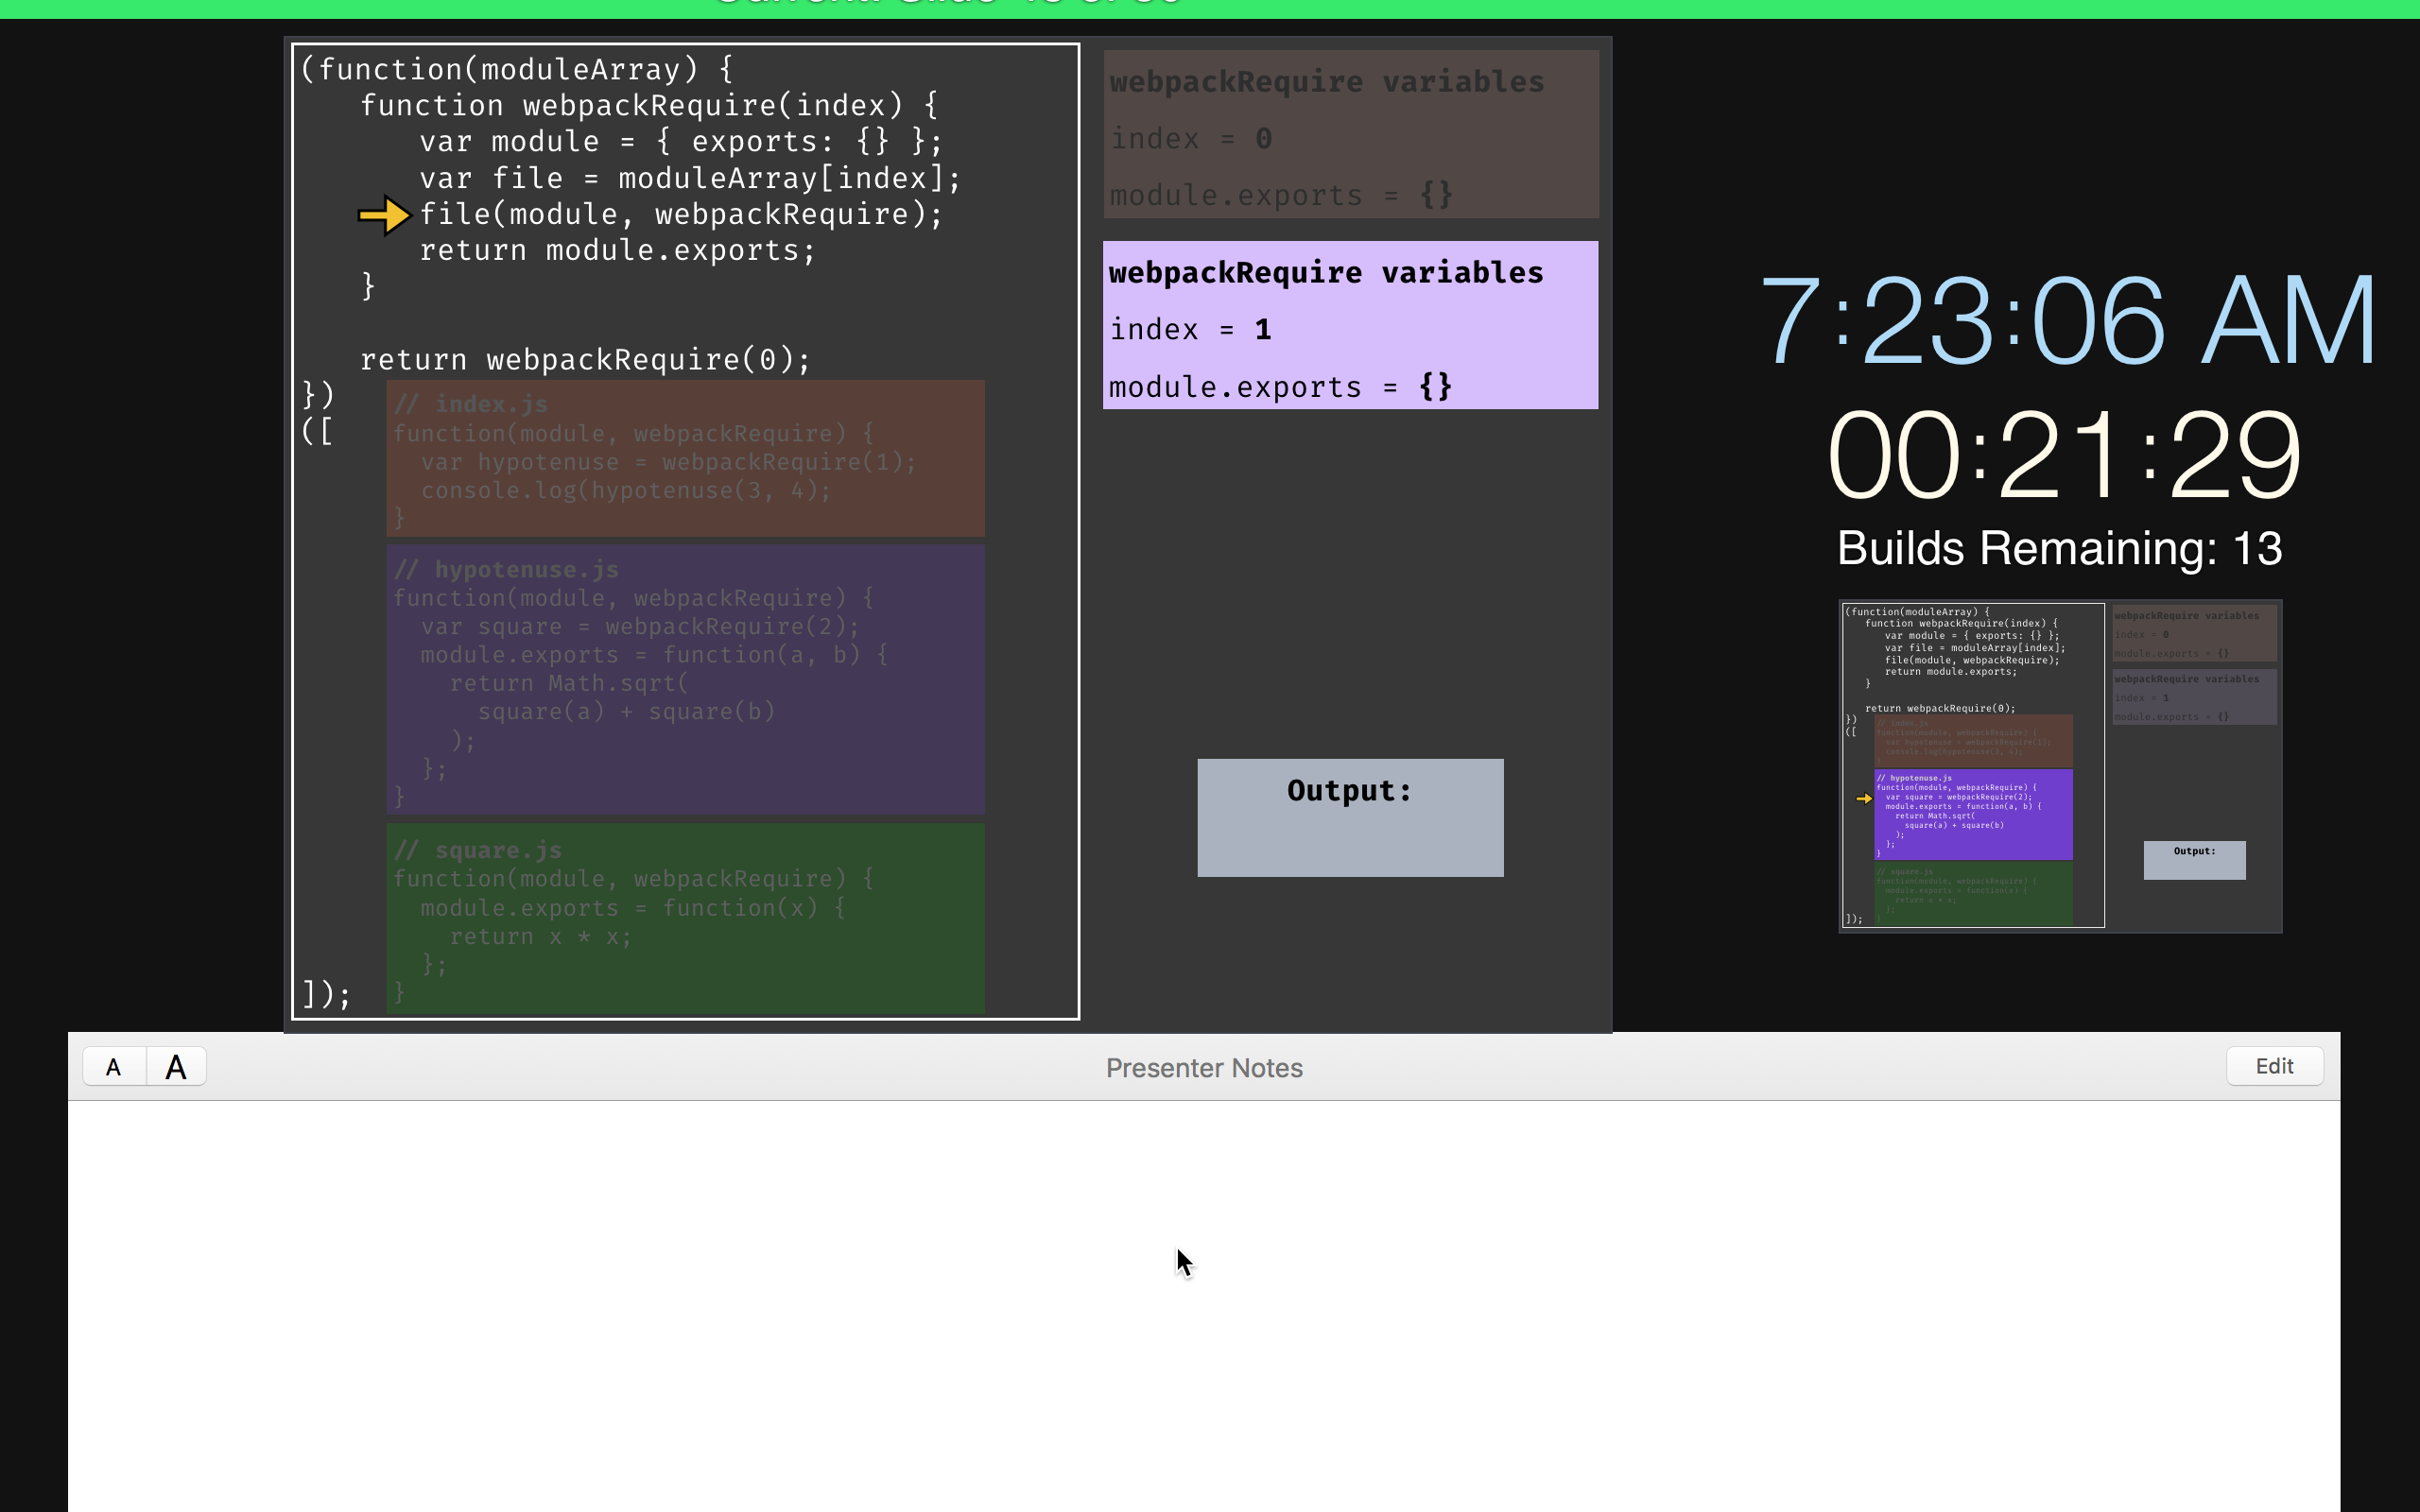 (function(moduleArray) {
function webpackRequire(index) {
var module = { exports: {} };
var file = moduleArray[index];
file(module, webpackRequire);
return module.exports;
}
return webpackRequire(0);
})
([
// index.js
function(module, webpackRequire) {
var hypotenuse = webpackRequire(1);
console.log(hypotenuse(3, 4);
}
// hypotenuse.js
function(module, webpackRequire) {
var square = webpackRequire(2);
module.exports = function(a, b) {
return Math.sqrt(
square(a) + square(b)
);
};
}
// square.js
function(module, webpackRequire) {
module.exports = function(x) {
return x * x;
};
}
]);
webpackRequire variables
index = 0
module.exports = {}
webpackRequire variables
index = 1
module.exports = {}
Output:
7:23:06 AM
00:21:29
Builds Remaining: 13
(function(moduleArray) {
function webpackRequire(index) {
var module = { exports: {} };
var file = moduleArray[index];
file(module, webpackRequire);
return module.exports;
}
return webpackRequire(0);
})
([
// index.js
function(module, webpackRequire) {
var hypotenuse = webpackRequire(1);
console.log(hypotenuse(3, 4);
}
// hypotenuse.js
function(module, webpackRequire) {
var square = webpackRequire(2);
module.exports = function(a, b) {
return Math.sqrt(
square(a) + square(b)
);
};
}
// square.js
function(module, webpackRequire) {
module.exports = function(x) {
return x * x;
};
}
]);
webpackRequire variables
index = 0
module.exports = {}
webpackRequire variables
index = 1
module.exports = {}
Output:
A A
Presenter Notes
Edit